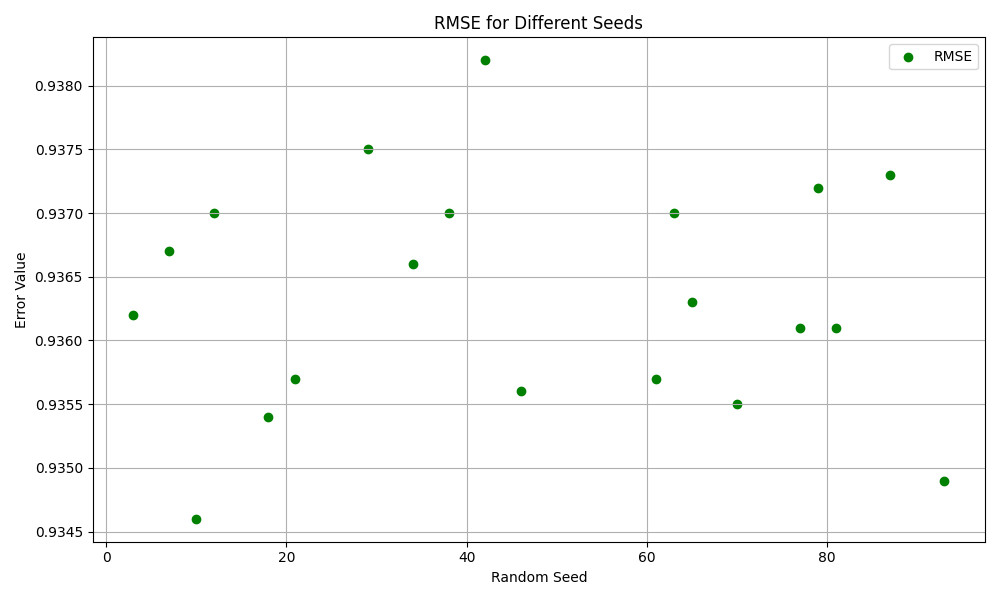 RMSE for Different Seeds
RMSE
0.9380
0.9375
0.9370
0.9365
0.9360
0.9355
0.9350
0.9345
Error Value
0 20 40 60 80
Random Seed